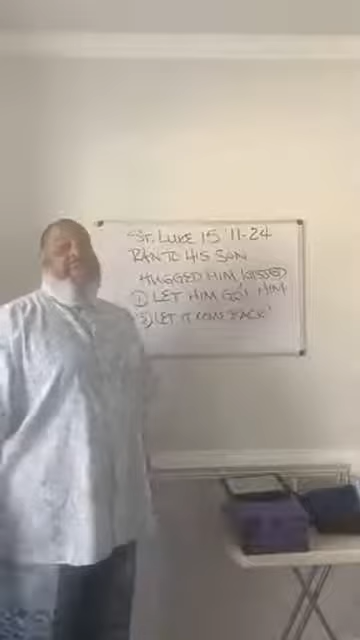 St. LUKE 15 11-24
RAN TO HIS SON
HUGGED HIM KISSED
HIM
① LET HIM GO!
② LET IT COME BACK